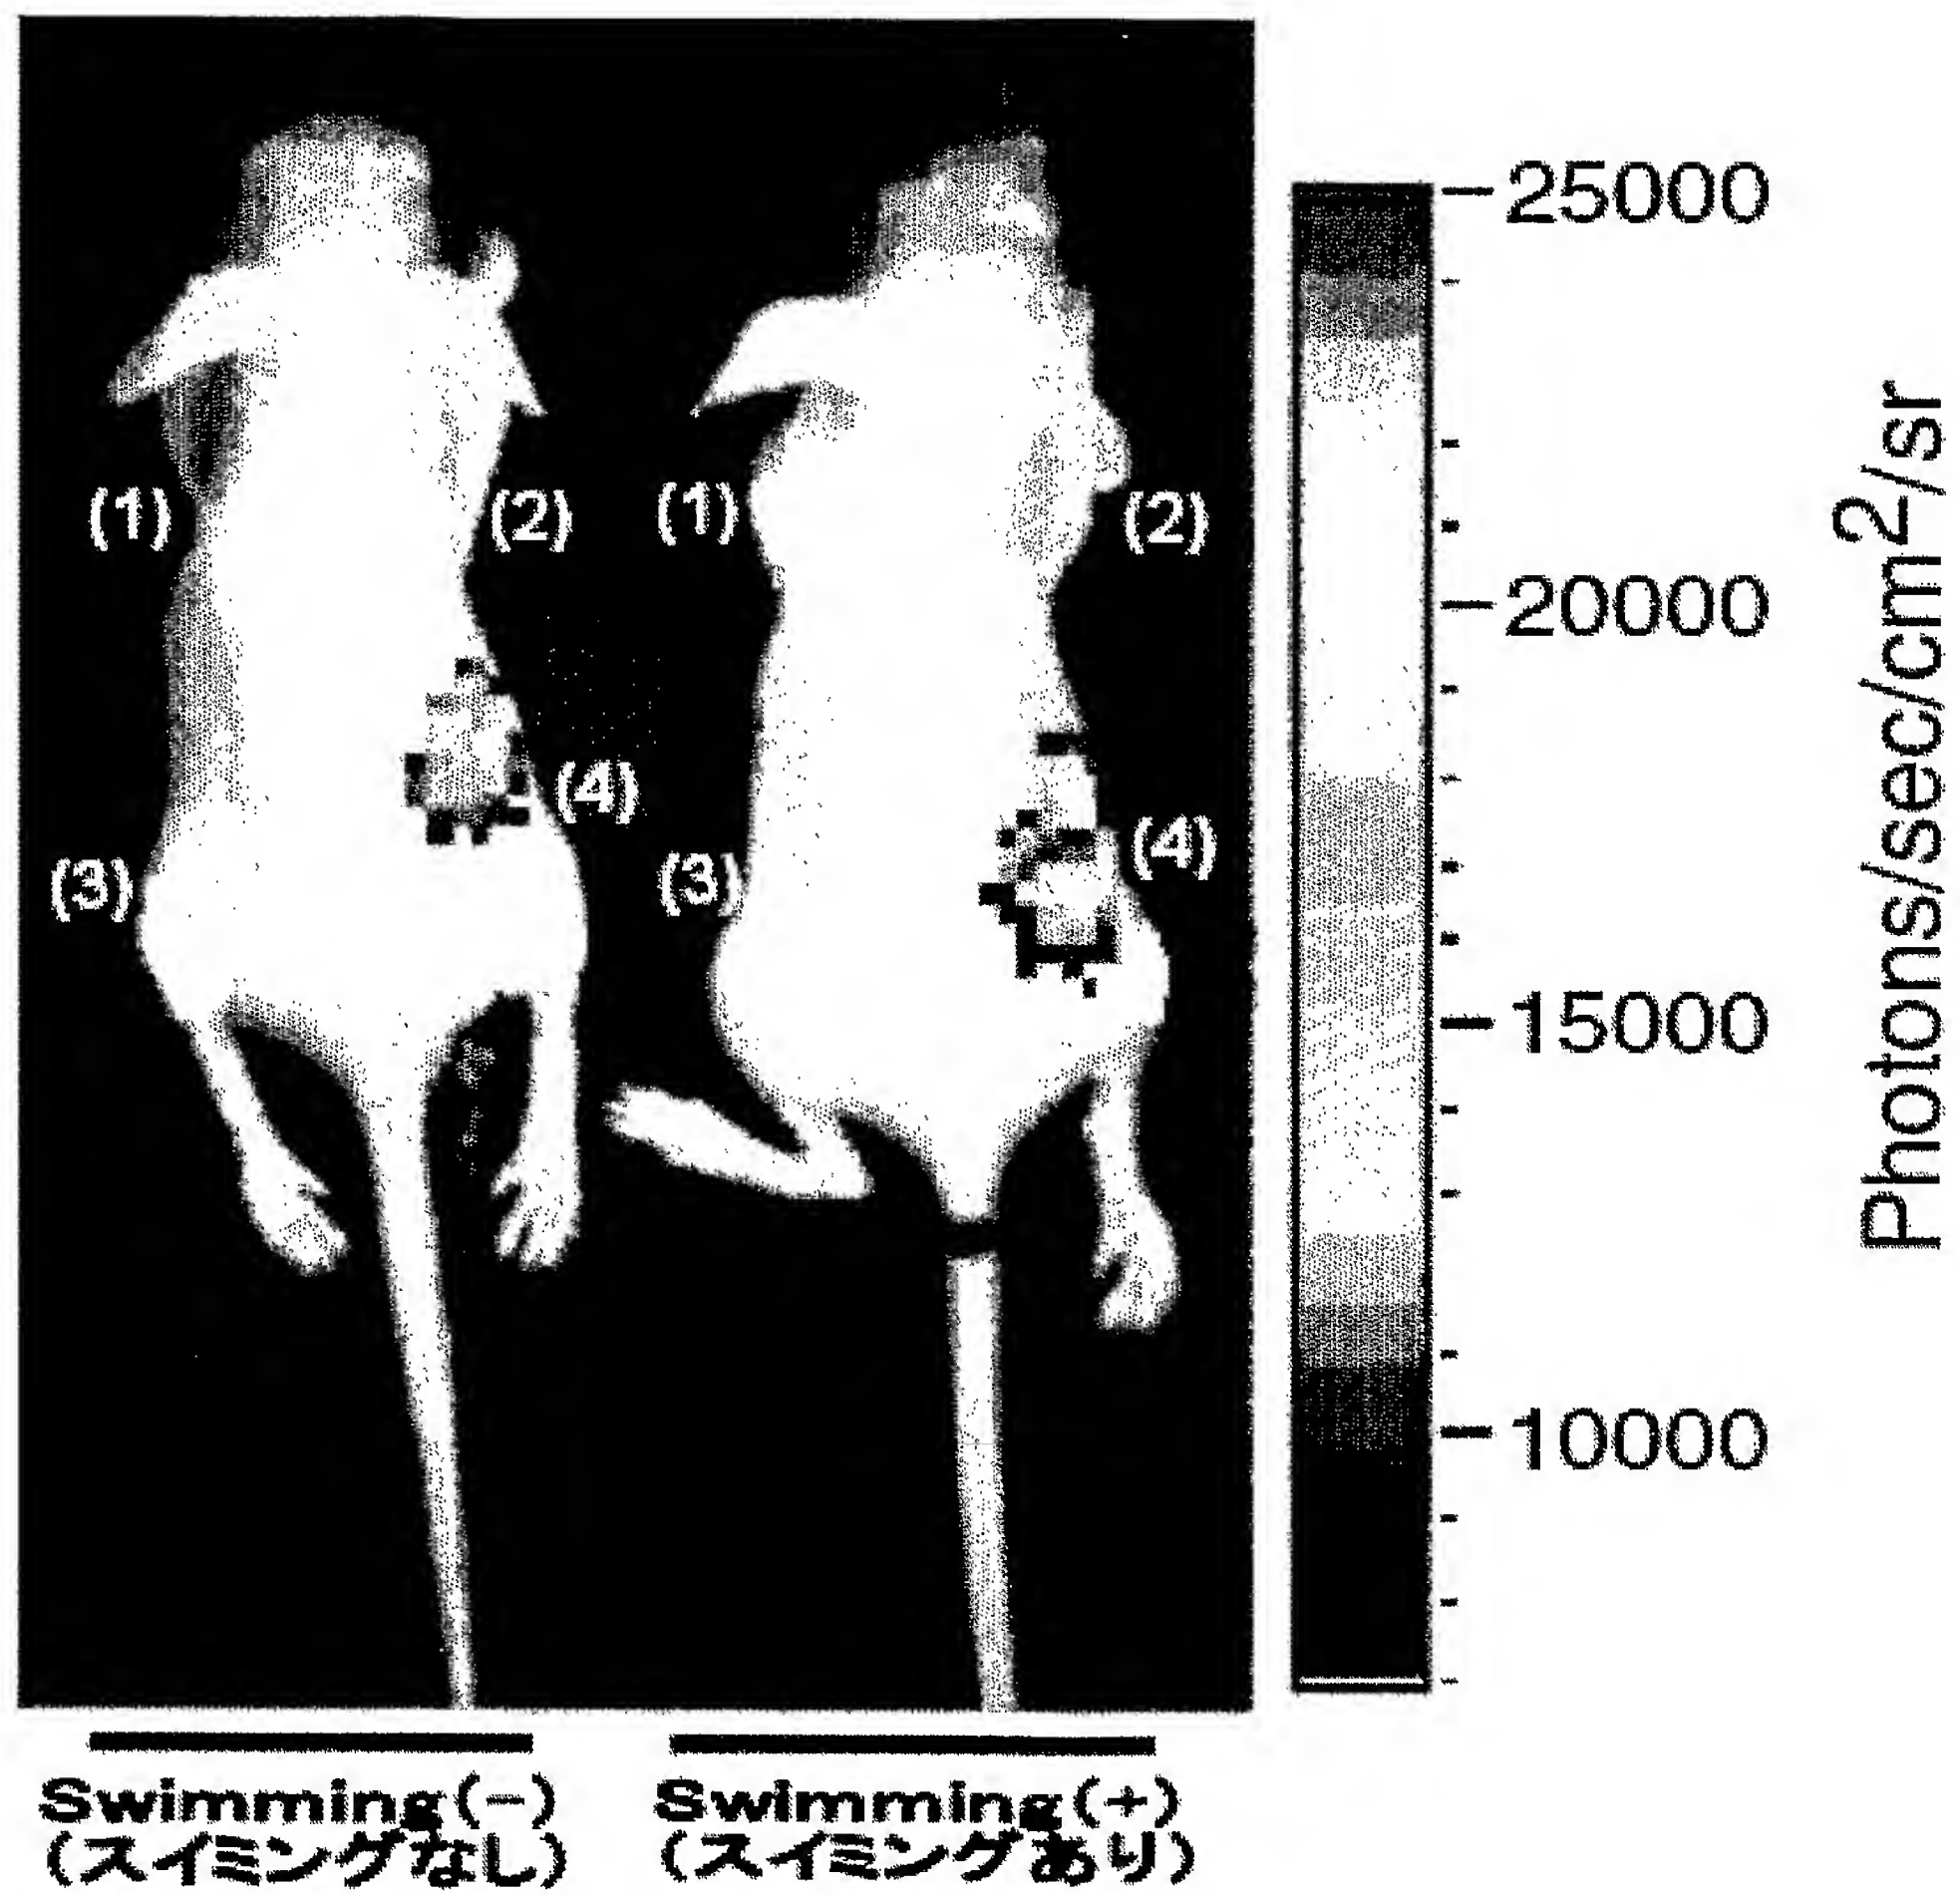 (1)
(2)
(3)
(4)
(1)
(2)
(3)
(4)
25000
20000
15000
10000
Photons/sec/cm²/sr
Swimming(−)
(スイミングなし)
Swimming(+)
(スイミングあり)